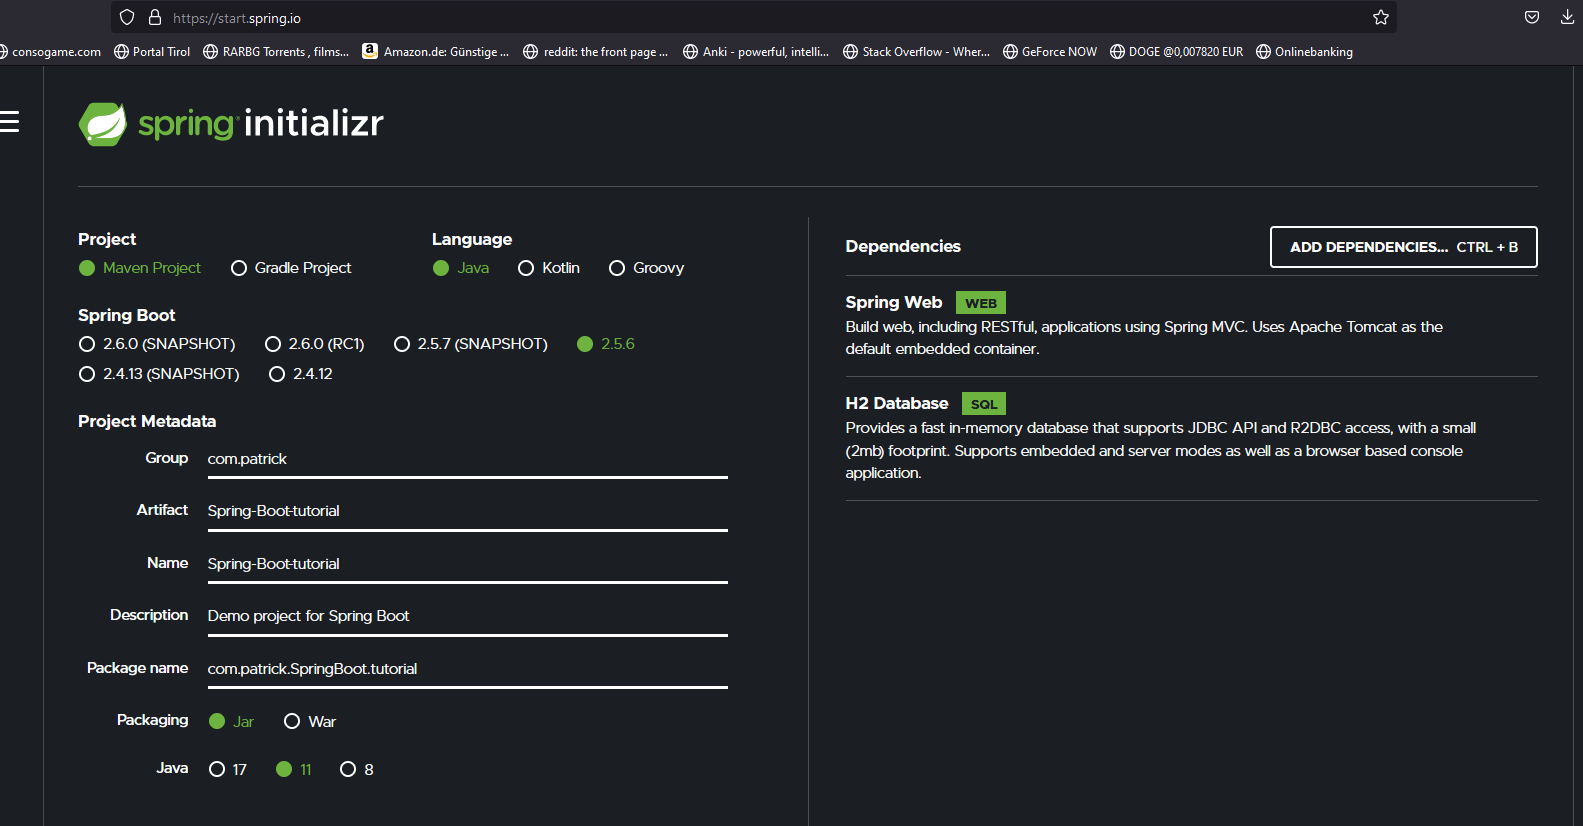 https://start.spring.io
consogame.com Portal Tirol RARBG Torrents , films... Amazon.de: Günstige ... reddit: the front page ... Anki - powerful, intelli... Stack Overflow - Wher... GeForce NOW DOGE @0,007820 EUR Onlinebanking
spring initializr
Project
Maven Project Gradle Project
Language
Java Kotlin Groovy
Spring Boot
2.6.0 (SNAPSHOT) 2.6.0 (RC1) 2.5.7 (SNAPSHOT) 2.5.6
2.4.13 (SNAPSHOT) 2.4.12
Project Metadata
Group com.patrick
Artifact Spring-Boot-tutorial
Name Spring-Boot-tutorial
Description Demo project for Spring Boot
Package name com.patrick.SpringBoot.tutorial
Packaging Jar War
Java 17 11 8
Dependencies ADD DEPENDENCIES... CTRL + B
Spring Web WEB
Build web, including RESTful, applications using Spring MVC. Uses Apache Tomcat as the
default embedded container.
H2 Database SQL
Provides a fast in-memory database that supports JDBC API and R2DBC access, with a small
(2mb) footprint. Supports embedded and server modes as well as a browser based console
application.